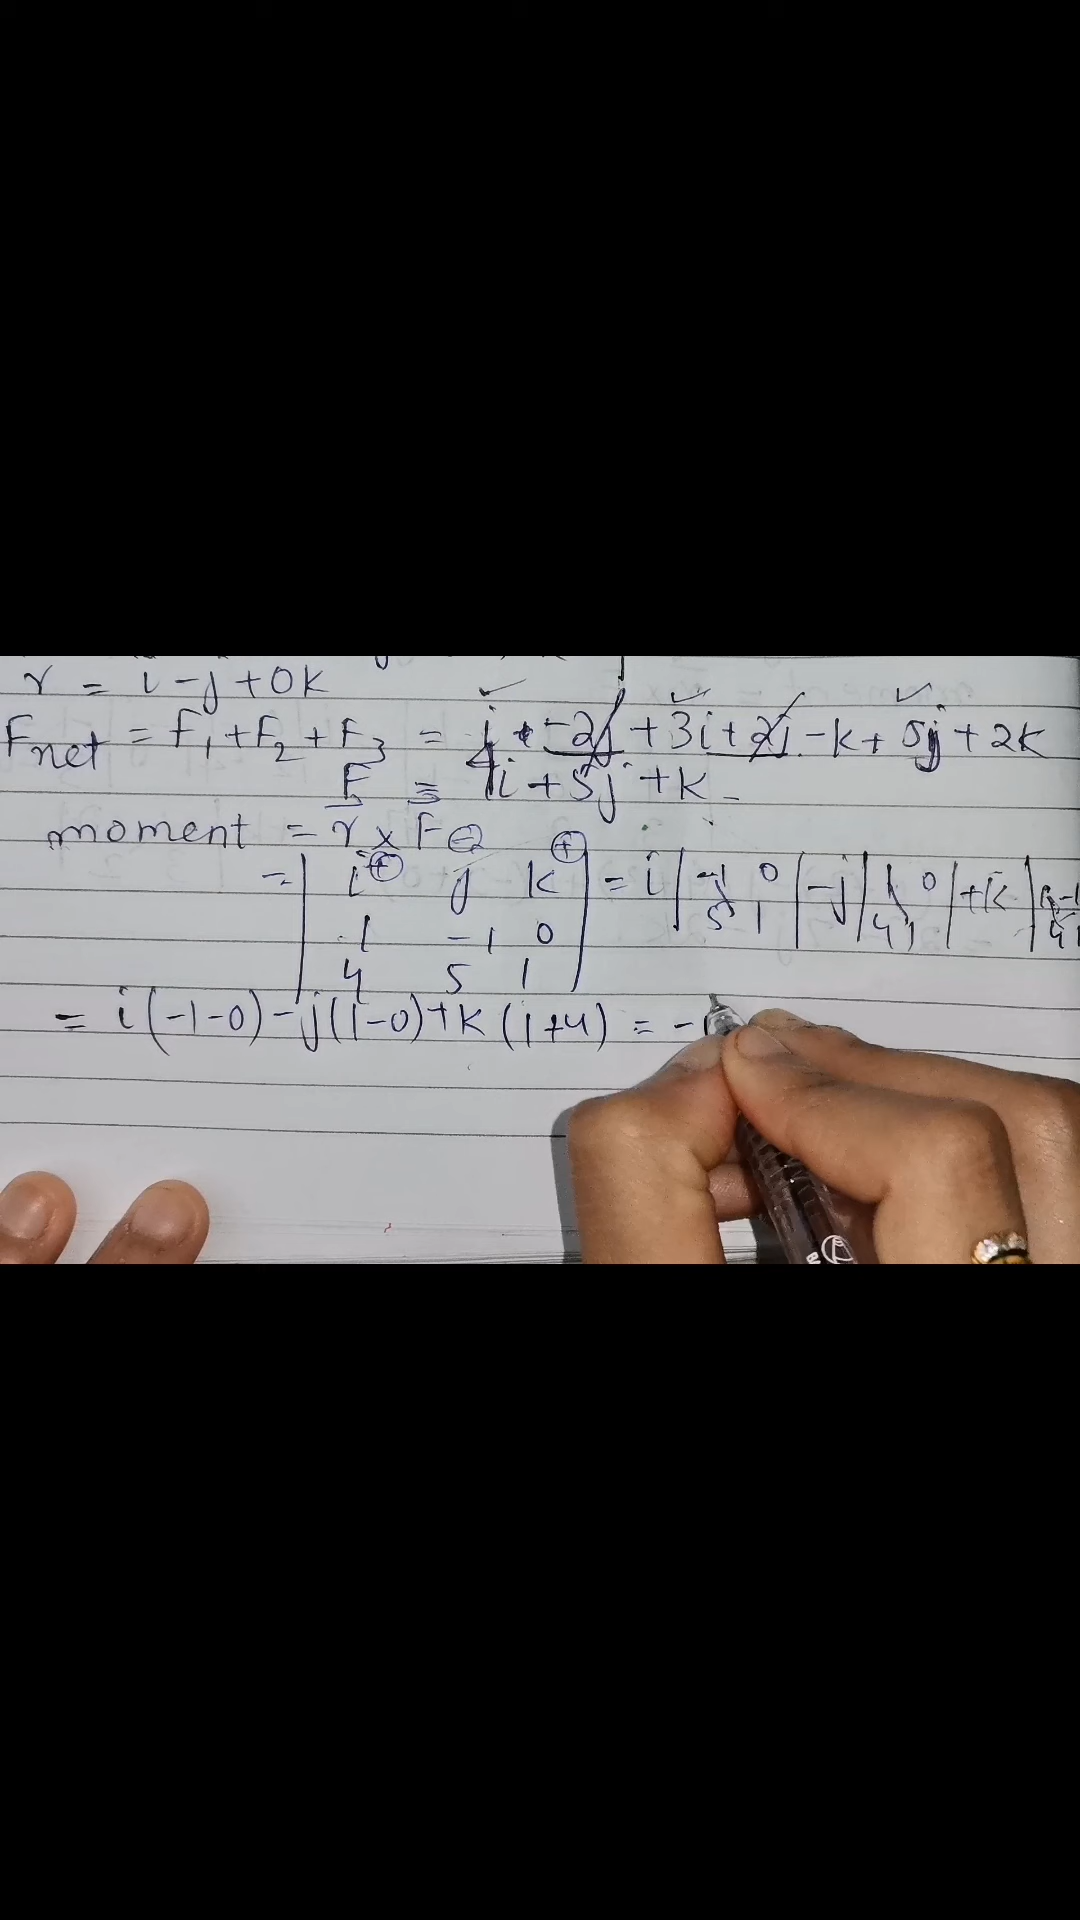 r = i - j + 0k
Fnet = F1 + F2 + F3 = i + -2j + 3i + 2j - k + 5j + 2k
F = 4i + 5j + k
moment = r x F
= | i j k | = i | -1 0 | - j | 1 0 | + k
1 -1 0 5 1 4 1
4 5 1
= i (-1-0) - j (1-0) + k (1+4) = -